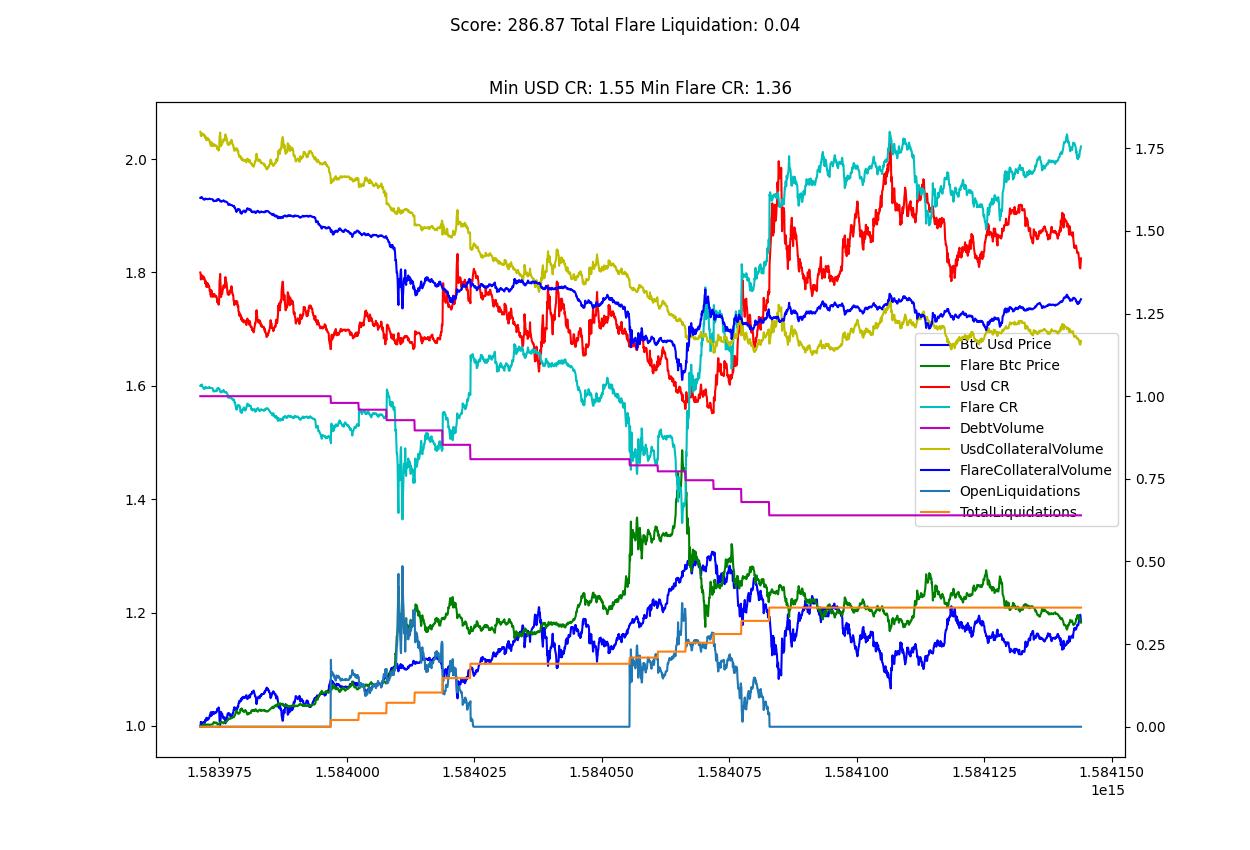 Score: 286.87 Total Flare Liquidation: 0.04
Min USD CR: 1.55 Min Flare CR: 1.36
2.0
1.8
1.6
1.4
1.2
1.0
1.75
1.50
1.25
1.00
0.75
0.50
0.25
0.00
Btc Usd Price
Flare Btc Price
Usd CR
Flare CR
DebtVolume
UsdCollateralVolume
FlareCollateralVolume
OpenLiquidations
TotalLiquidations
1.583975 1.584000 1.584025 1.584050 1.584075 1.584100 1.584125 1.584150
1e15